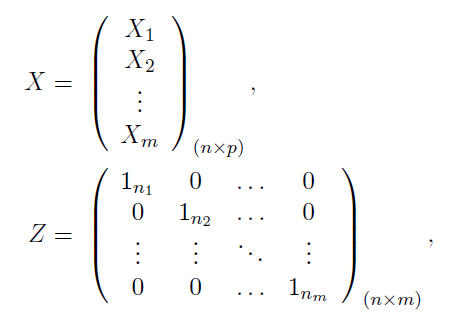 X = ( X_1
X_2
⋮
X_m )_(n×p) ,
Z = ( 1_{n_1} 0 … 0
0 1_{n_2} … 0
⋮ ⋮ ⋱ ⋮
0 0 … 1_{n_m} )_(n×m) ,